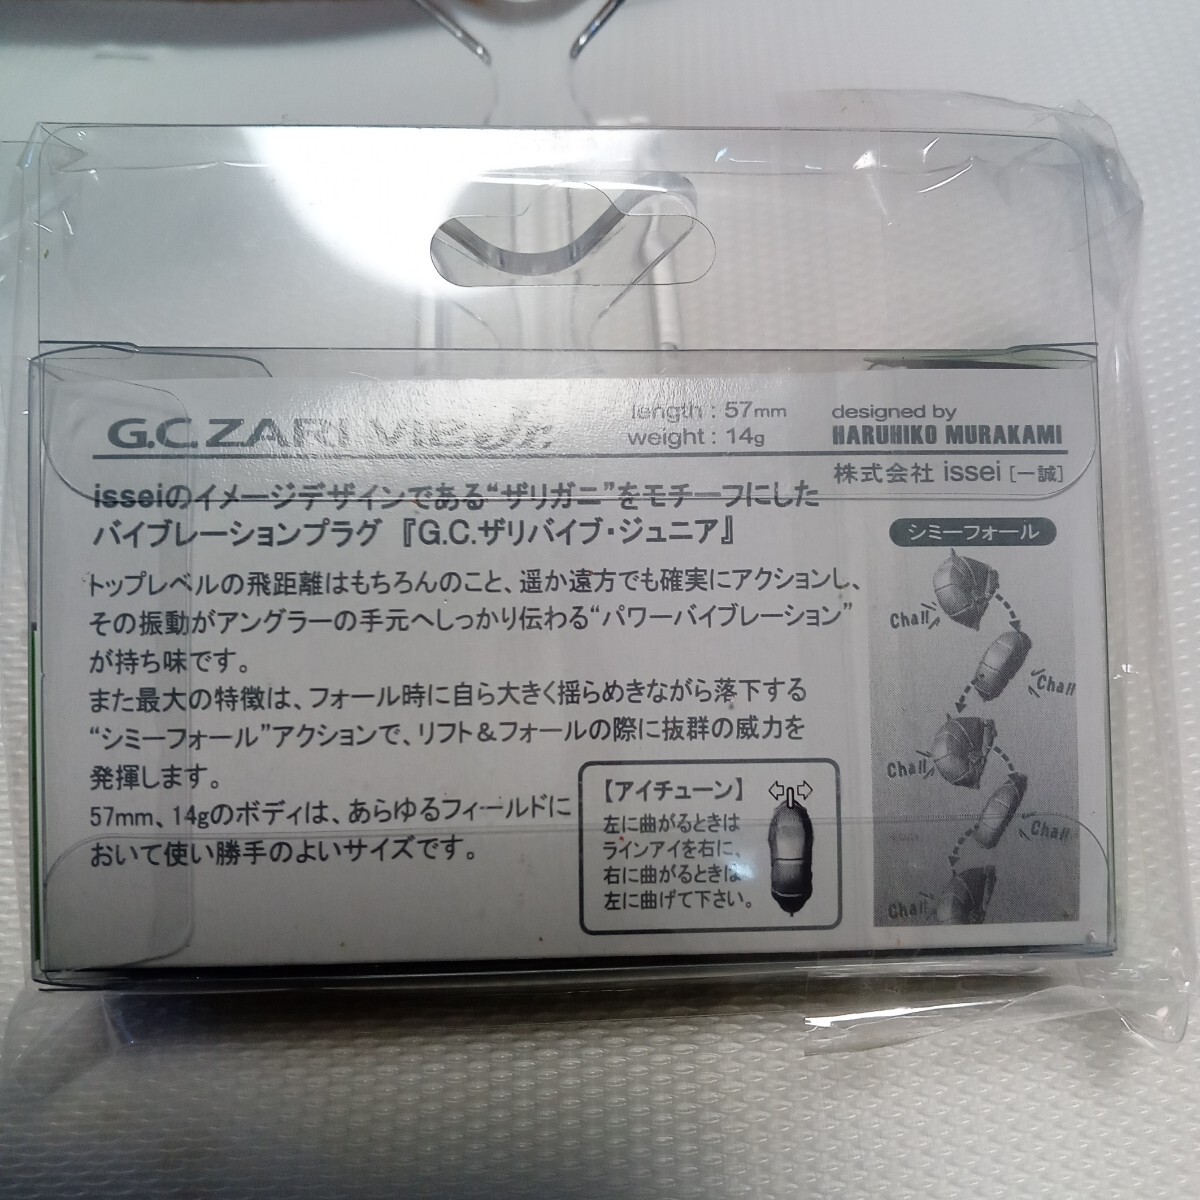 G.C.ZARI VIB Jr.
length : 57mm
weight : 14g
designed by
HARUHIKO MURAKAMI
株式会社 issei [一誠]
isseiのイメージデザインである“ザリガニ”をモチーフにした
バイブレーションプラグ 『G.C.ザリバイブ・ジュニア』
トップレベルの飛距離はもちろんのこと、遥か遠方でも確実にアクションし、
その振動がアングラーの手元へしっかり伝わる“パワーバイブレーション”
が持ち味です。
また最大の特徴は、フォール時に自ら大きく揺らめきながら落下する
“シミーフォール”アクションで、リフト＆フォールの際に抜群の威力を
発揮します。
57mm、14gのボディは、あらゆるフィールドに
おいて使い勝手のよいサイズです。
【アイチューン】
左に曲がるときは
ラインアイを右に、
右に曲がるときは
左に曲げて下さい。
シミーフォール
Chall
Chall
Chall
Chall
Chall